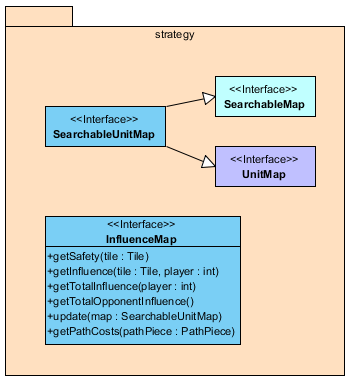 strategy
<<Interface>>
SearchableMap
<<Interface>>
SearchableUnitMap
<<Interface>>
UnitMap
<<Interface>>
InfluenceMap
+getSafety(tile : Tile)
+getInfluence(tile : Tile, player : int)
+getTotalInfluence(player : int)
+getTotalOpponentInfluence()
+update(map : SearchableUnitMap)
+getPathCosts(pathPiece : PathPiece)